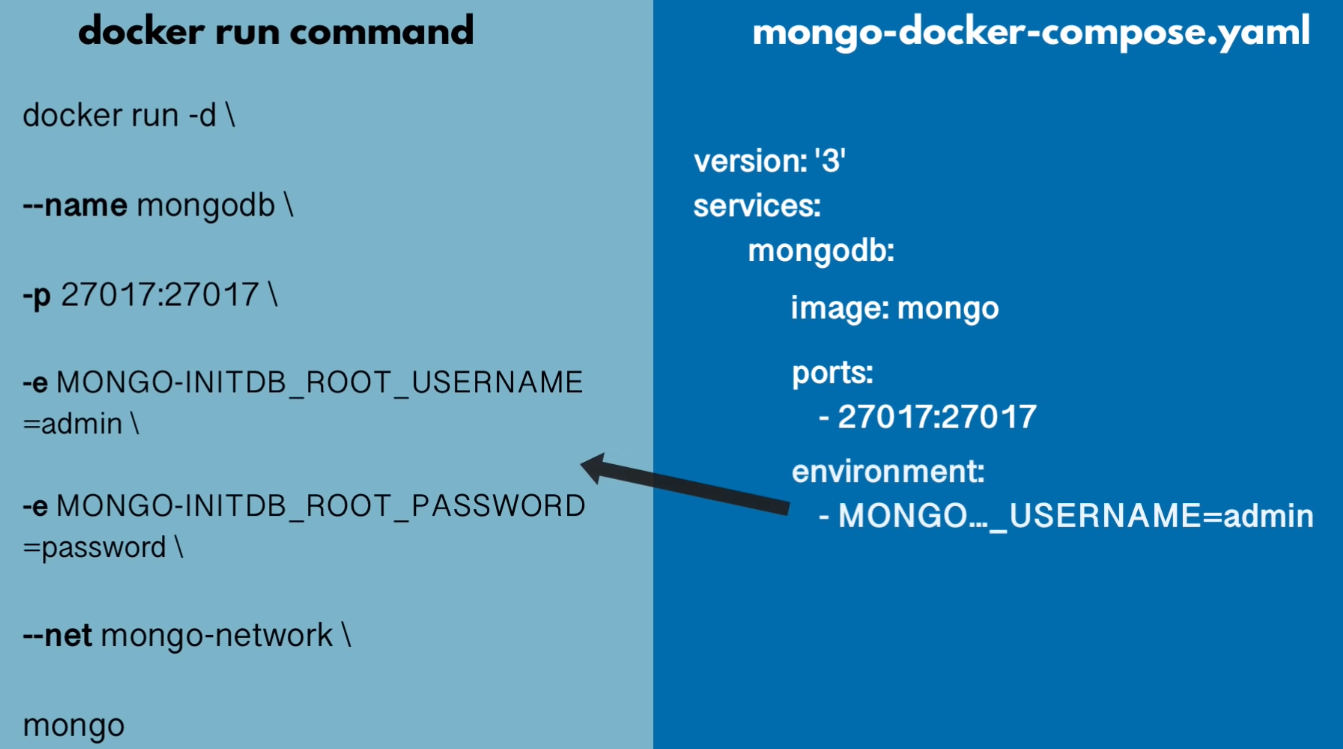 docker run command
docker run -d \
--name mongodb \
-p 27017:27017 \
-e MONGO-INITDB_ROOT_USERNAME
=admin \
-e MONGO-INITDB_ROOT_PASSWORD
=password \
--net mongo-network \
mongo
mongo-docker-compose.yaml
version: '3'
services:
mongodb:
image: mongo
ports:
- 27017:27017
environment:
- MONGO..._USERNAME=admin